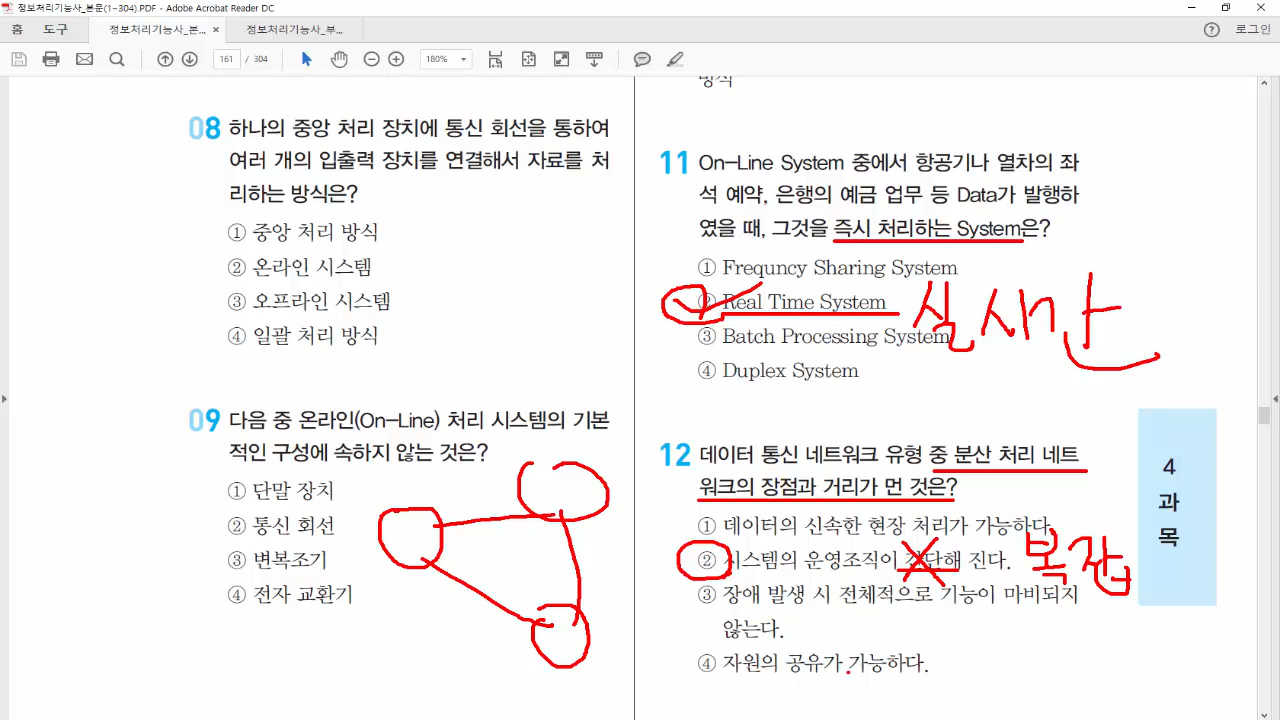 정보처리기능사_본문(1~304).PDF - Adobe Acrobat Reader DC
홈 도구 정보처리기능사_본... × 정보처리기능사_부... 로그인
161 / 304 180%
08 하나의 중앙 처리 장치에 통신 회선을 통하여
여러 개의 입출력 장치를 연결해서 자료를 처
리하는 방식은?
① 중앙 처리 방식
② 온라인 시스템
③ 오프라인 시스템
④ 일괄 처리 방식
09 다음 중 온라인(On-Line) 처리 시스템의 기본
적인 구성에 속하지 않는 것은?
① 단말 장치
② 통신 회선
③ 변복조기
④ 전자 교환기
방식
11 On-Line System 중에서 항공기나 열차의 좌
석 예약, 은행의 예금 업무 등 Data가 발행하
였을 때, 그것을 즉시 처리하는 System은?
① Frequncy Sharing System
② Real Time System 실시간
③ Batch Processing System
④ Duplex System
12 데이터 통신 네트워크 유형 중 분산 처리 네트
워크의 장점과 거리가 먼 것은?
① 데이터의 신속한 현장 처리가 가능하다.
② 시스템의 운영조직이 간단해 진다. 복잡
③ 장애 발생 시 전체적으로 기능이 마비되지
않는다.
④ 자원의 공유가 가능하다.
4
과
목